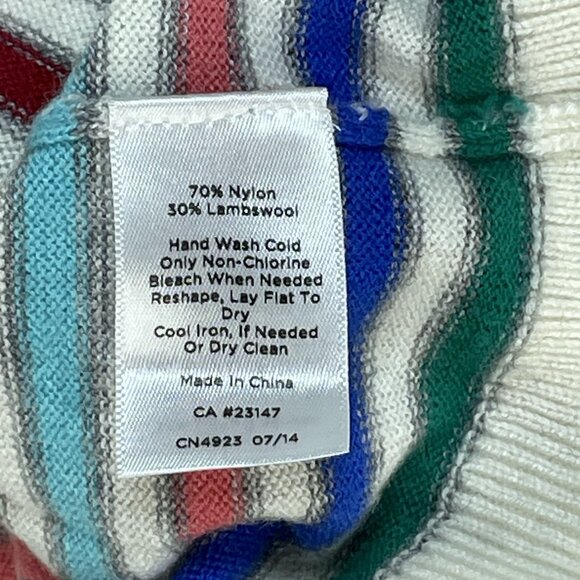 70% Nylon
30% Lambswool
Hand Wash Cold
Only Non-Chlorine
Bleach When Needed
Reshape, Lay Flat To
Dry
Cool Iron, If Needed
Or Dry Clean
Made In China
CA #23147
CN4923 07/14